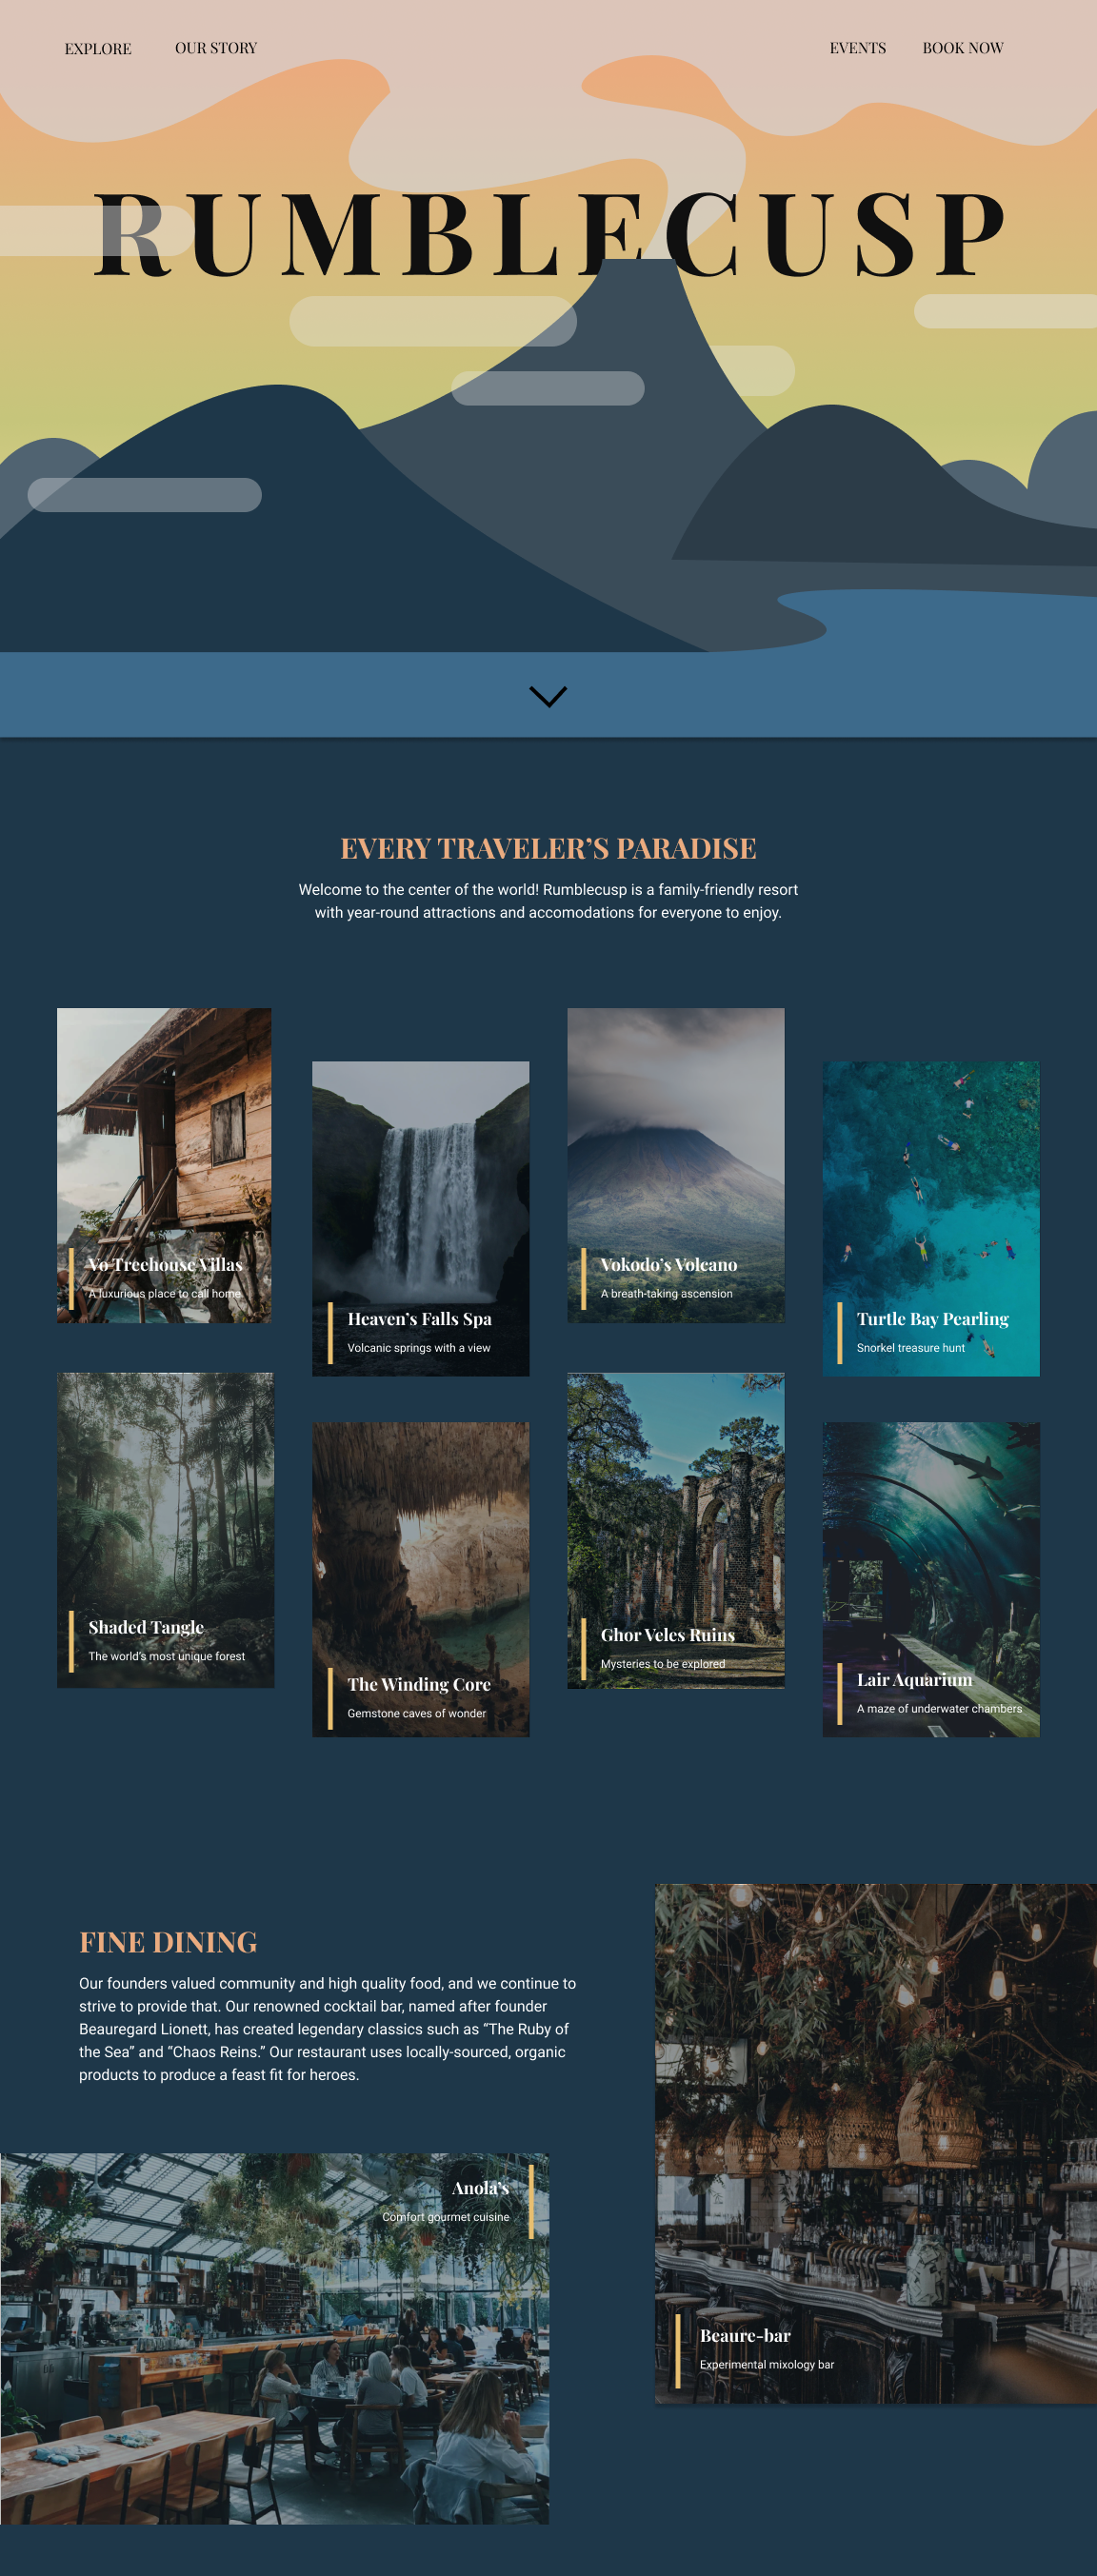 EXPLORE
OUR STORY
EVENTS
BOOK NOW
RUMBLECUSP
EVERY TRAVELER’S PARADISE
Welcome to the center of the world! Rumblecusp is a family-friendly resort
with year-round attractions and accomodations for everyone to enjoy.
Vo Treehouse Villas
A luxurious place to call home
Heaven’s Falls Spa
Volcanic springs with a view
Vokodo’s Volcano
A breath-taking ascension
Turtle Bay Pearling
Snorkel treasure hunt
Shaded Tangle
The world’s most unique forest
The Winding Core
Gemstone caves of wonder
Ghor Veles Ruins
Mysteries to be explored
Lair Aquarium
A maze of underwater chambers
FINE DINING
Our founders valued community and high quality food, and we continue to
strive to provide that. Our renowned cocktail bar, named after founder
Beauregard Lionett, has created legendary classics such as “The Ruby of
the Sea” and “Chaos Reins.” Our restaurant uses locally-sourced, organic
products to produce a feast fit for heroes.
Anola’s
Comfort gourmet cuisine
Beaure-bar
Experimental mixology bar